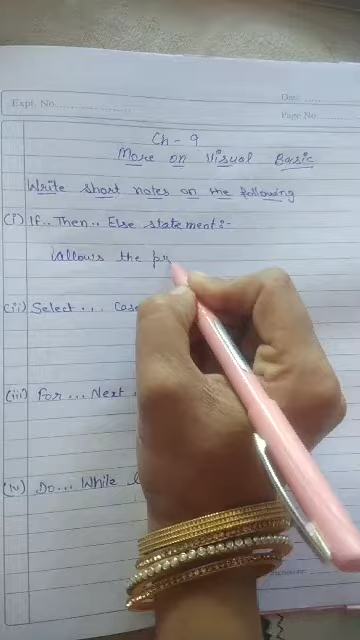 Expt. No.
Date
Page No.
Ch - 9
More on Visual Basic
Write short notes on the following
(i) If.. Then.. Else statement:-
allows the pr
(ii) Select ... Case
(iii) For ... Next
(iv) Do... While